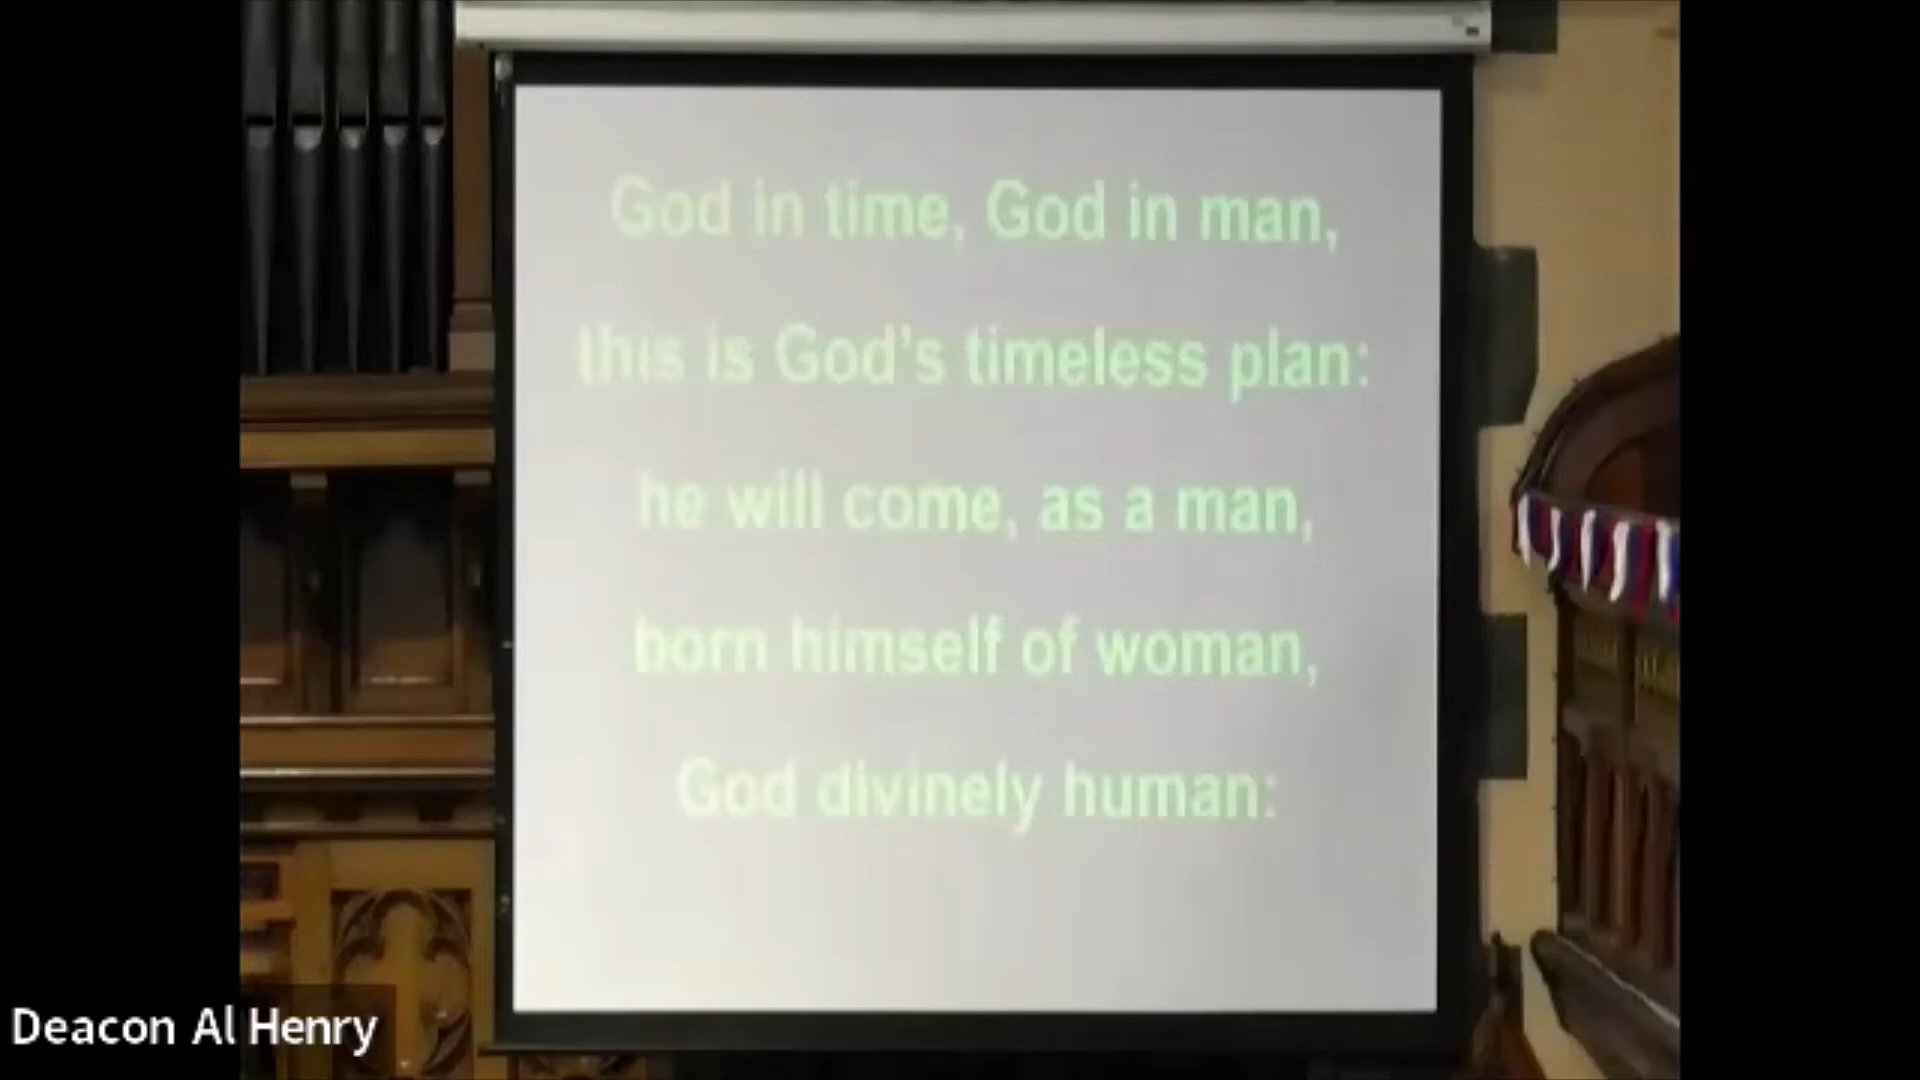 God in time, God in man,
this is God's timeless plan:
he will come, as a man,
born himself of woman,
God divinely human:
Deacon Al Henry